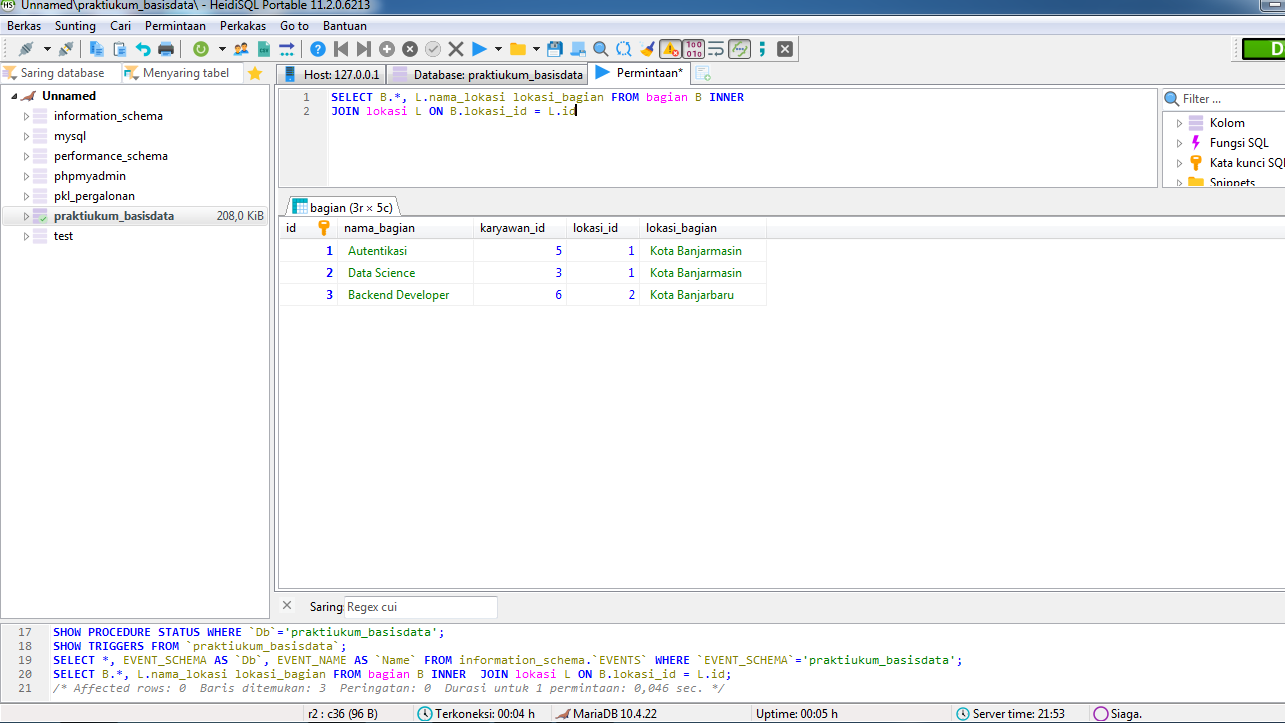 Unnamed\praktiukum_basisdata\ - HeidiSQL Portable 11.2.0.6213
Berkas Sunting Cari Permintaan Perkakas Go to Bantuan
Saring database Menyaring tabel
Host: 127.0.0.1 Database: praktiukum_basisdata Permintaan*
Unnamed
information_schema
mysql
performance_schema
phpmyadmin
pkl_pergalonan
praktiukum_basisdata 208,0 KiB
test
1 SELECT B.*, L.nama_lokasi lokasi_bagian FROM bagian B INNER
2 JOIN lokasi L ON B.lokasi_id = L.id
Filter ...
Kolom
Fungsi SQL
Kata kunci SQL
Snippets
bagian (3r × 5c)
id nama_bagian karyawan_id lokasi_id lokasi_bagian
1 Autentikasi 5 1 Kota Banjarmasin
2 Data Science 3 1 Kota Banjarmasin
3 Backend Developer 6 2 Kota Banjarbaru
Saring: Regex cui
17 SHOW PROCEDURE STATUS WHERE `Db`='praktiukum_basisdata';
18 SHOW TRIGGERS FROM `praktiukum_basisdata`;
19 SELECT *, EVENT_SCHEMA AS `Db`, EVENT_NAME AS `Name` FROM information_schema.`EVENTS` WHERE `EVENT_SCHEMA`='praktiukum_basisdata';
20 SELECT B.*, L.nama_lokasi lokasi_bagian FROM bagian B INNER  JOIN lokasi L ON B.lokasi_id = L.id;
21 /* Affected rows: 0  Baris ditemukan: 3  Peringatan: 0  Durasi untuk 1 permintaan: 0,046 sec. */
r2 : c36 (96 B) Terkoneksi: 00:04 h MariaDB 10.4.22 Uptime: 00:05 h Server time: 21:53 Siaga.